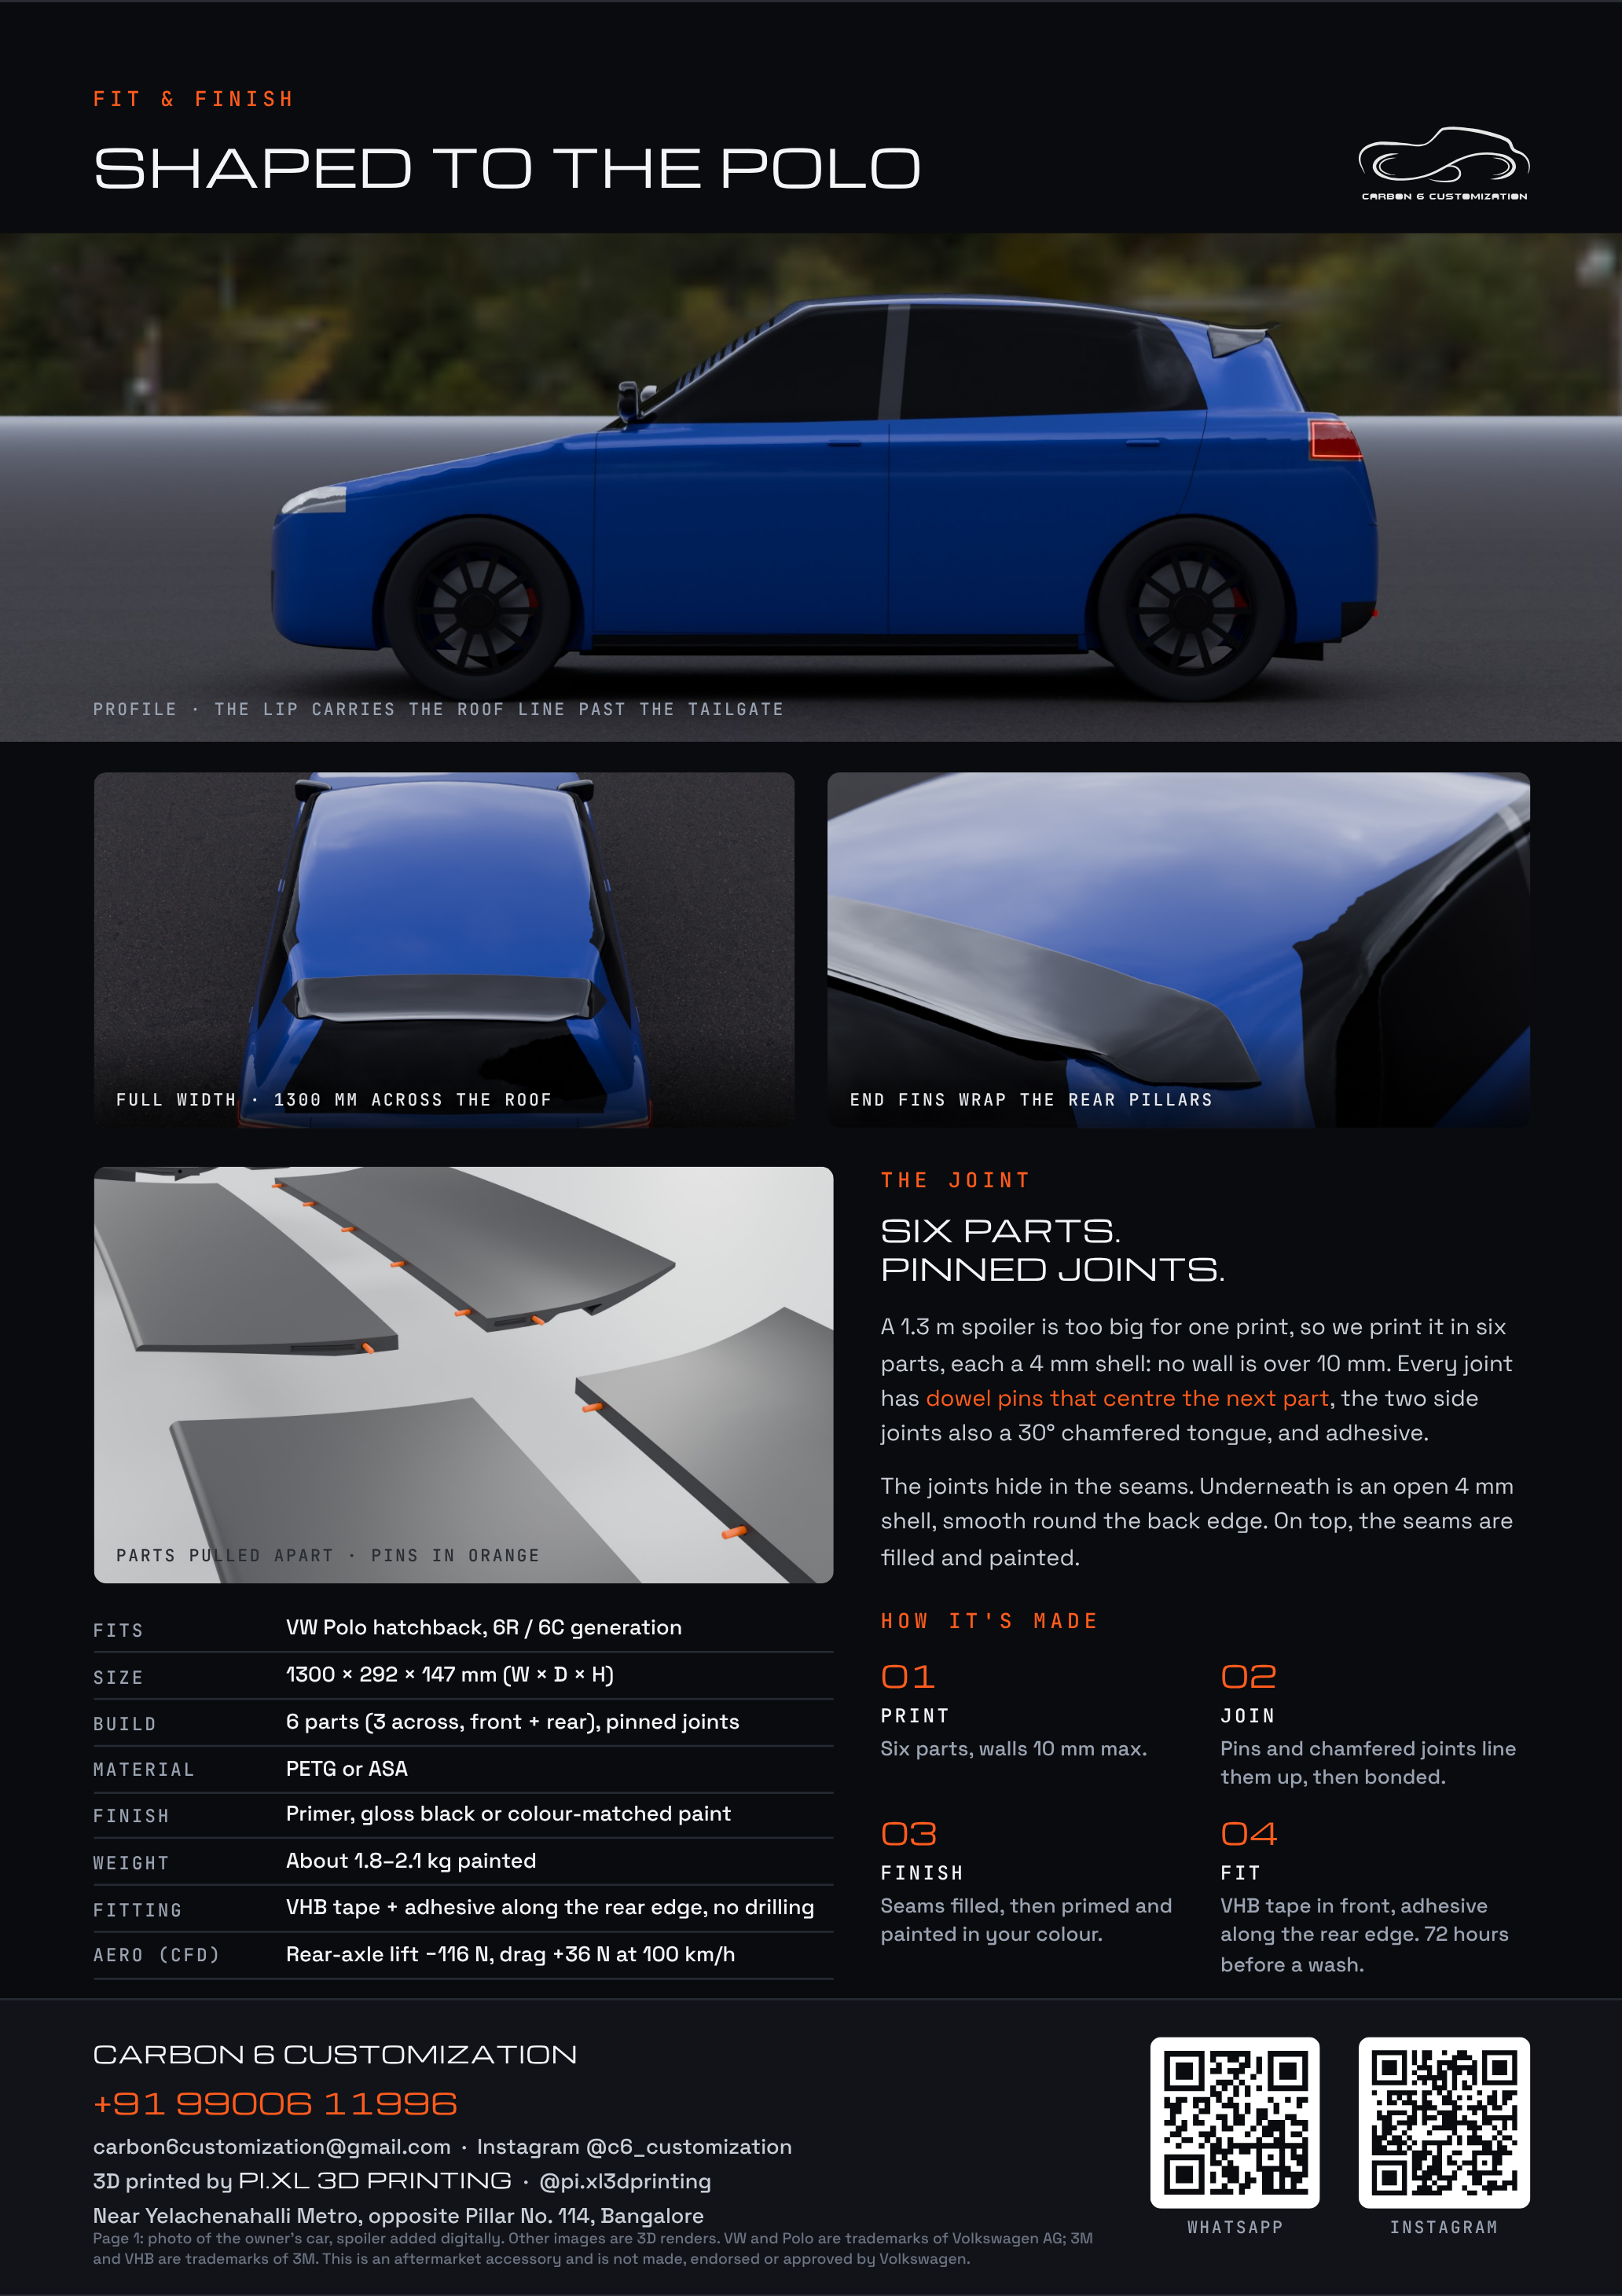 FIT & FINISH
SHAPED TO THE POLO
CARBON 6 CUSTOMIZATION
PROFILE · THE LIP CARRIES THE ROOF LINE PAST THE TAILGATE
FULL WIDTH · 1300 MM ACROSS THE ROOF
END FINS WRAP THE REAR PILLARS
PARTS PULLED APART · PINS IN ORANGE
THE JOINT
SIX PARTS.
PINNED JOINTS.
A 1.3 m spoiler is too big for one print, so we print it in six
parts, each a 4 mm shell: no wall is over 10 mm. Every joint
has dowel pins that centre the next part, the two side
joints also a 30° chamfered tongue, and adhesive.
The joints hide in the seams. Underneath is an open 4 mm
shell, smooth round the back edge. On top, the seams are
filled and painted.
FITS VW Polo hatchback, 6R / 6C generation
SIZE 1300 × 292 × 147 mm (W × D × H)
BUILD 6 parts (3 across, front + rear), pinned joints
MATERIAL PETG or ASA
FINISH Primer, gloss black or colour-matched paint
WEIGHT About 1.8–2.1 kg painted
FITTING VHB tape + adhesive along the rear edge, no drilling
AERO (CFD) Rear-axle lift −116 N, drag +36 N at 100 km/h
HOW IT'S MADE
01
PRINT
Six parts, walls 10 mm max.
02
JOIN
Pins and chamfered joints line
them up, then bonded.
03
FINISH
Seams filled, then primed and
painted in your colour.
04
FIT
VHB tape in front, adhesive
along the rear edge. 72 hours
before a wash.
CARBON 6 CUSTOMIZATION
+91 99006 11996
carbon6customization@gmail.com · Instagram @c6_customization
3D printed by PI.XL 3D PRINTING · @pi.xl3dprinting
Near Yelachenahalli Metro, opposite Pillar No. 114, Bangalore
Page 1: photo of the owner's car, spoiler added digitally. Other images are 3D renders. VW and Polo are trademarks of Volkswagen AG; 3M
and VHB are trademarks of 3M. This is an aftermarket accessory and is not made, endorsed or approved by Volkswagen.
WHATSAPP
INSTAGRAM